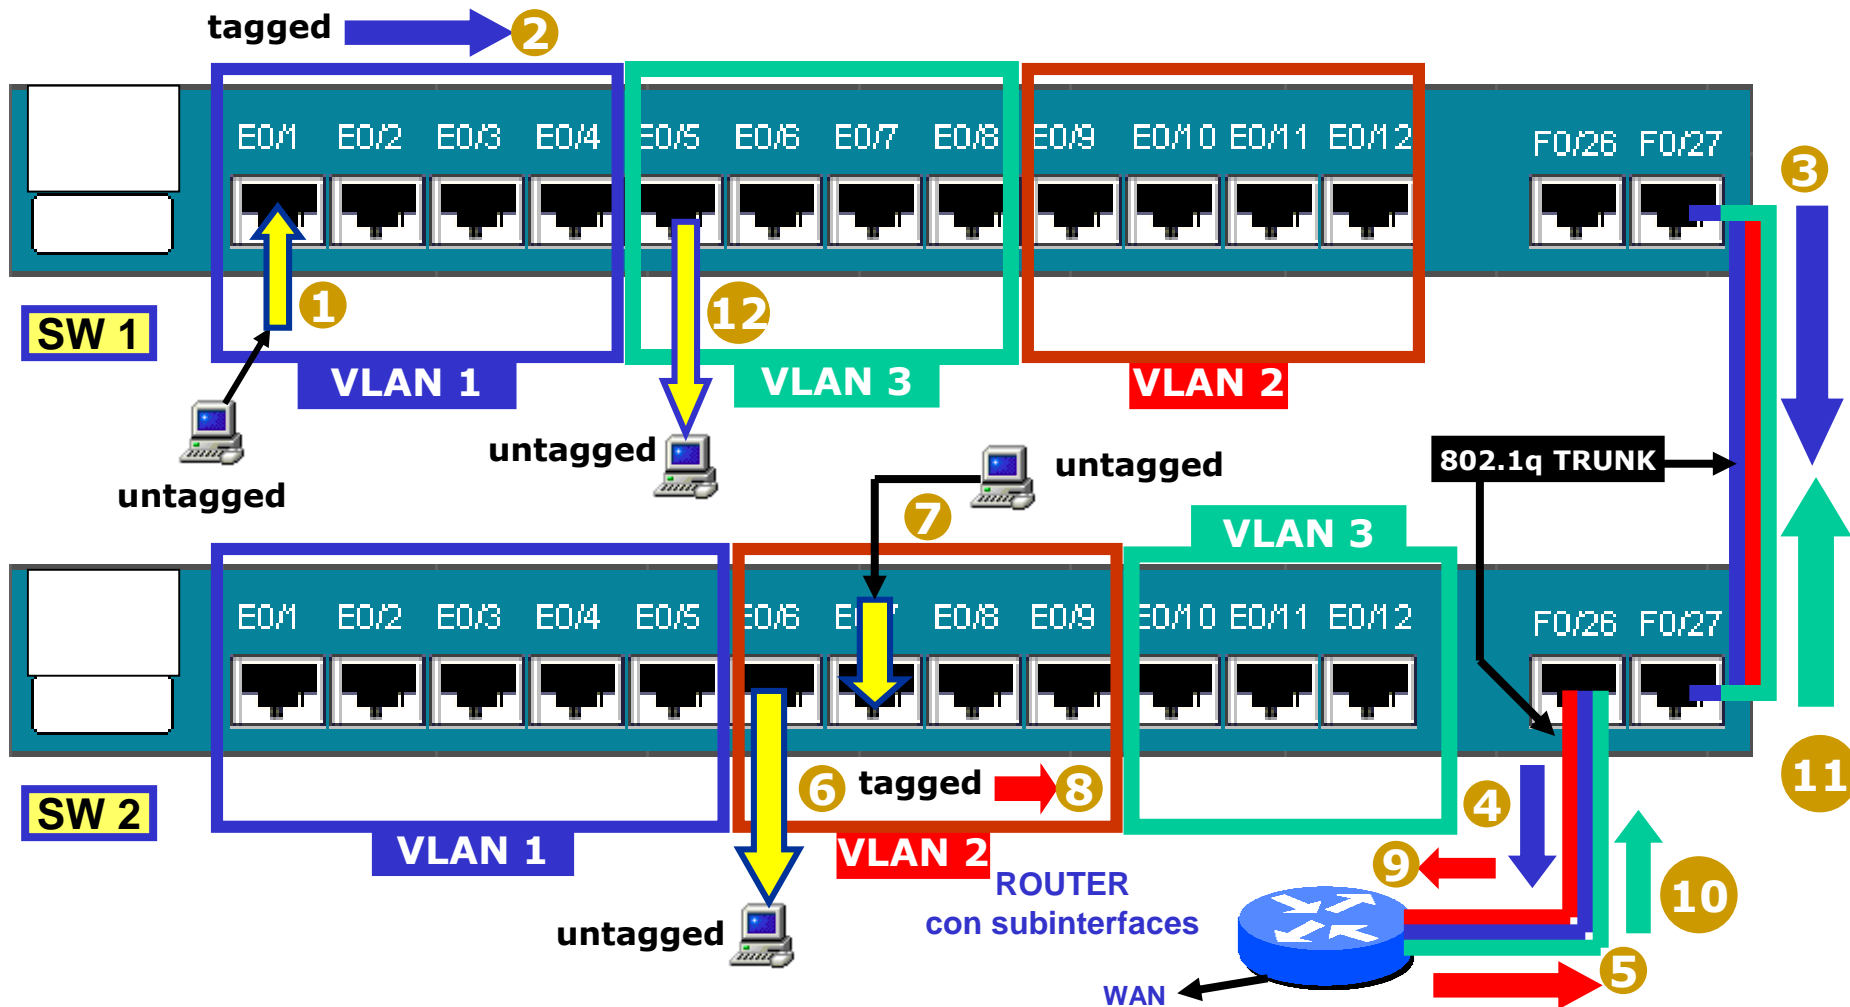 tagged 2
E0/1 E0/2 E0/3 E0/4 E0/5 E0/6 E0/7 E0/8 E0/9 E0/10 E0/11 E0/12 F0/26 F0/27
3
SW 1
1
12
VLAN 1
VLAN 3
VLAN 2
untagged
untagged
untagged
802.1q TRUNK
7
VLAN 3
E0/1 E0/2 E0/3 E0/4 E0/5 E0/6 E0/8 E0/9 E0/10 E0/11 E0/12 F0/26 F0/27
SW 2
6 tagged 8
4
11
VLAN 1
VLAN 2
9
10
ROUTER
con subinterfaces
untagged
5
WAN